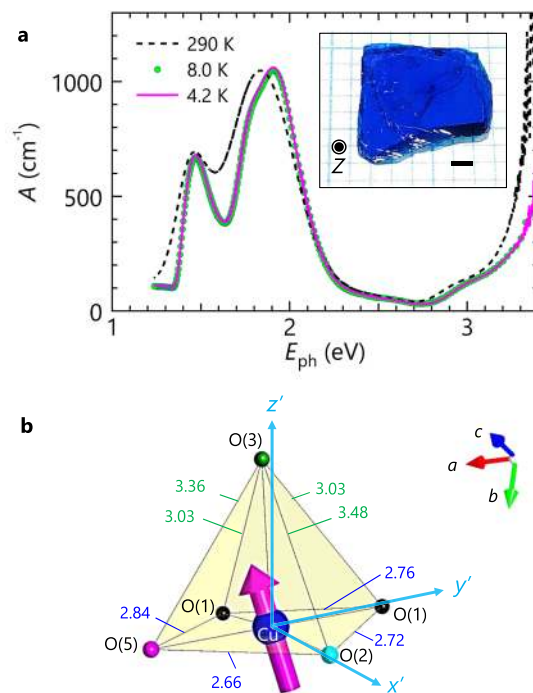 a
290 K
8.0 K
4.2 K
Z
1000
500
0
A (cm⁻¹)
1
2
3
E_ph (eV)
b
z′
O(3)
c
a
b
3.36
3.03
3.03
3.48
2.76
y′
O(1)
O(1)
2.84
Cu
2.72
O(5)
O(2)
2.66
x′